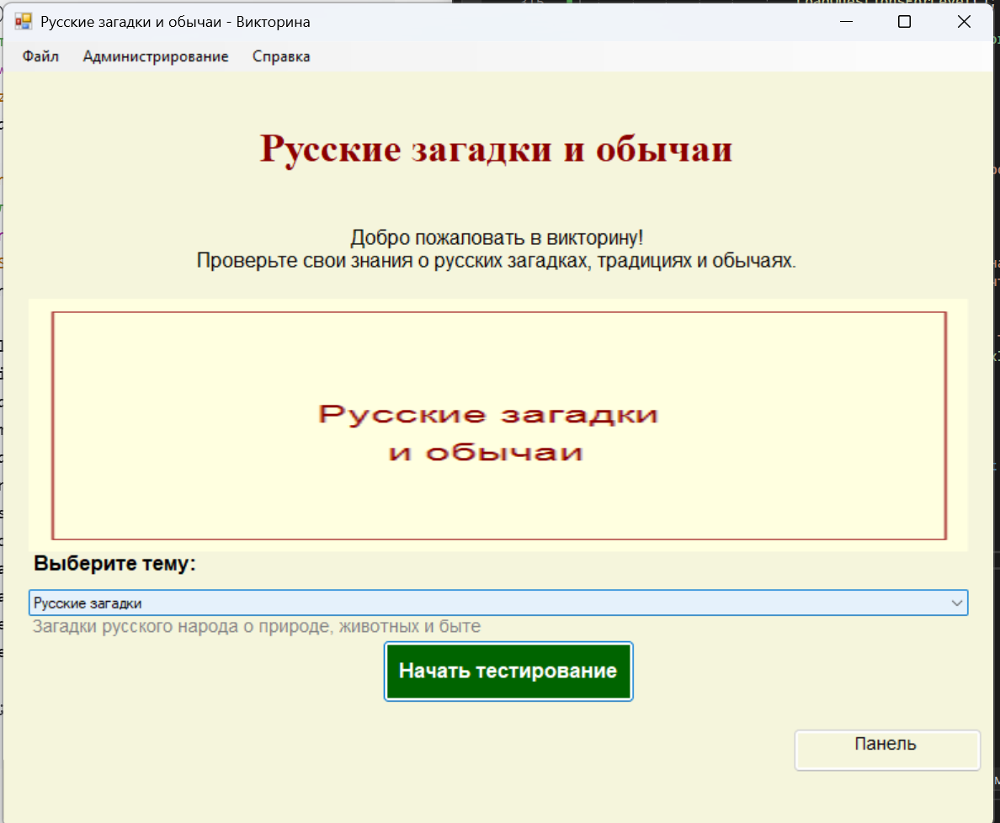 Русские загадки и обычаи - Викторина
Файл Администрирование Справка
Русские загадки и обычаи
Добро пожаловать в викторину!
Проверьте свои знания о русских загадках, традициях и обычаях.
Русские загадки
и обычаи
Выберите тему:
Русские загадки
Загадки русского народа о природе, животных и быте
Начать тестирование
Панель